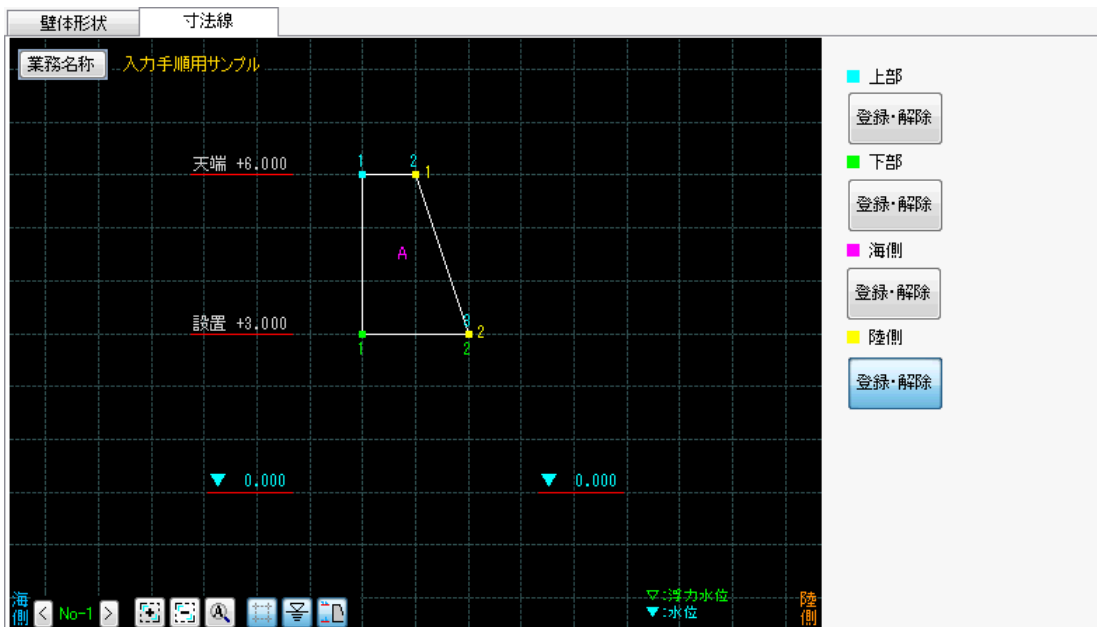 壁体形状
寸法線
業務名称
入力手順用サンプル
上部
登録・解除
下部
登録・解除
海側
登録・解除
陸側
登録・解除
天端 +6.000
1
2
1
A
設置 +3.000
3
2
1
2
▼ 0.000
▼ 0.000
▽:浮力水位
▼:水位
海側
< No-1 >
A
陸側